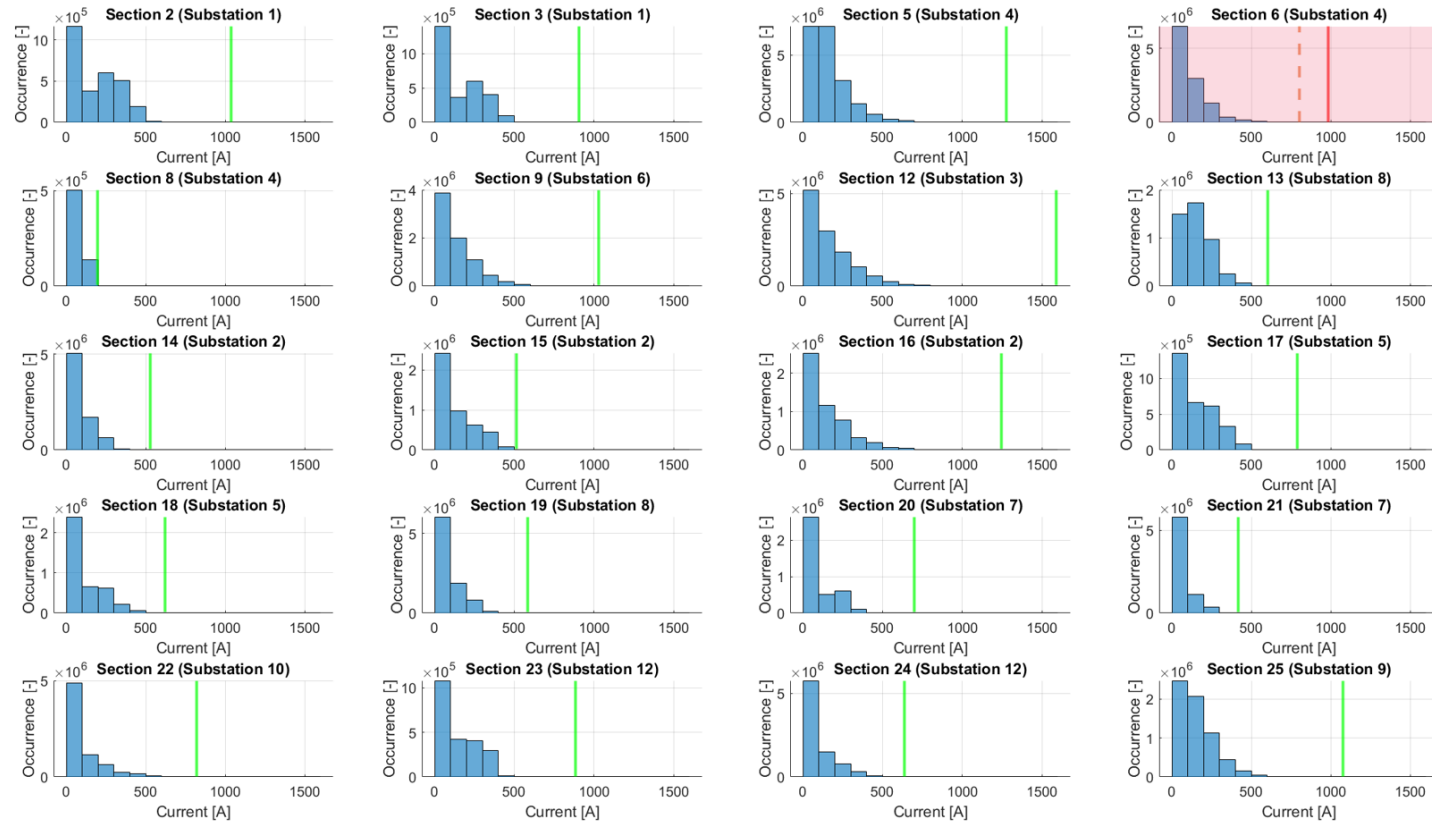 Section 2 (Substation 1)
×10^5
Occurrence [-]
10
5
0
0 500 1000 1500
Current [A]
Section 3 (Substation 1)
×10^5
Occurrence [-]
10
5
0
0 500 1000 1500
Current [A]
Section 5 (Substation 4)
×10^6
Occurrence [-]
5
0
0 500 1000 1500
Current [A]
Section 6 (Substation 4)
×10^6
Occurrence [-]
5
0
0 500 1000 1500
Current [A]
Section 8 (Substation 4)
×10^5
Occurrence [-]
5
0
0 500 1000 1500
Current [A]
Section 9 (Substation 6)
×10^6
Occurrence [-]
4
2
0
0 500 1000 1500
Current [A]
Section 12 (Substation 3)
×10^6
Occurrence [-]
5
0
0 500 1000 1500
Current [A]
Section 13 (Substation 8)
×10^6
Occurrence [-]
2
1
0
0 500 1000 1500
Current [A]
Section 14 (Substation 2)
×10^6
Occurrence [-]
5
0
0 500 1000 1500
Current [A]
Section 15 (Substation 2)
×10^6
Occurrence [-]
2
1
0
0 500 1000 1500
Current [A]
Section 16 (Substation 2)
×10^6
Occurrence [-]
2
1
0
0 500 1000 1500
Current [A]
Section 17 (Substation 5)
×10^5
Occurrence [-]
10
5
0
0 500 1000 1500
Current [A]
Section 18 (Substation 5)
×10^6
Occurrence [-]
2
1
0
0 500 1000 1500
Current [A]
Section 19 (Substation 8)
×10^6
Occurrence [-]
5
0
0 500 1000 1500
Current [A]
Section 20 (Substation 7)
×10^6
Occurrence [-]
2
1
0
0 500 1000 1500
Current [A]
Section 21 (Substation 7)
×10^6
Occurrence [-]
5
0
0 500 1000 1500
Current [A]
Section 22 (Substation 10)
×10^6
Occurrence [-]
4
2
0
0 500 1000 1500
Current [A]
Section 23 (Substation 12)
×10^5
Occurrence [-]
10
5
0
0 500 1000 1500
Current [A]
Section 24 (Substation 12)
×10^6
Occurrence [-]
5
0
0 500 1000 1500
Current [A]
Section 25 (Substation 9)
×10^6
Occurrence [-]
2
1
0
0 500 1000 1500
Current [A]